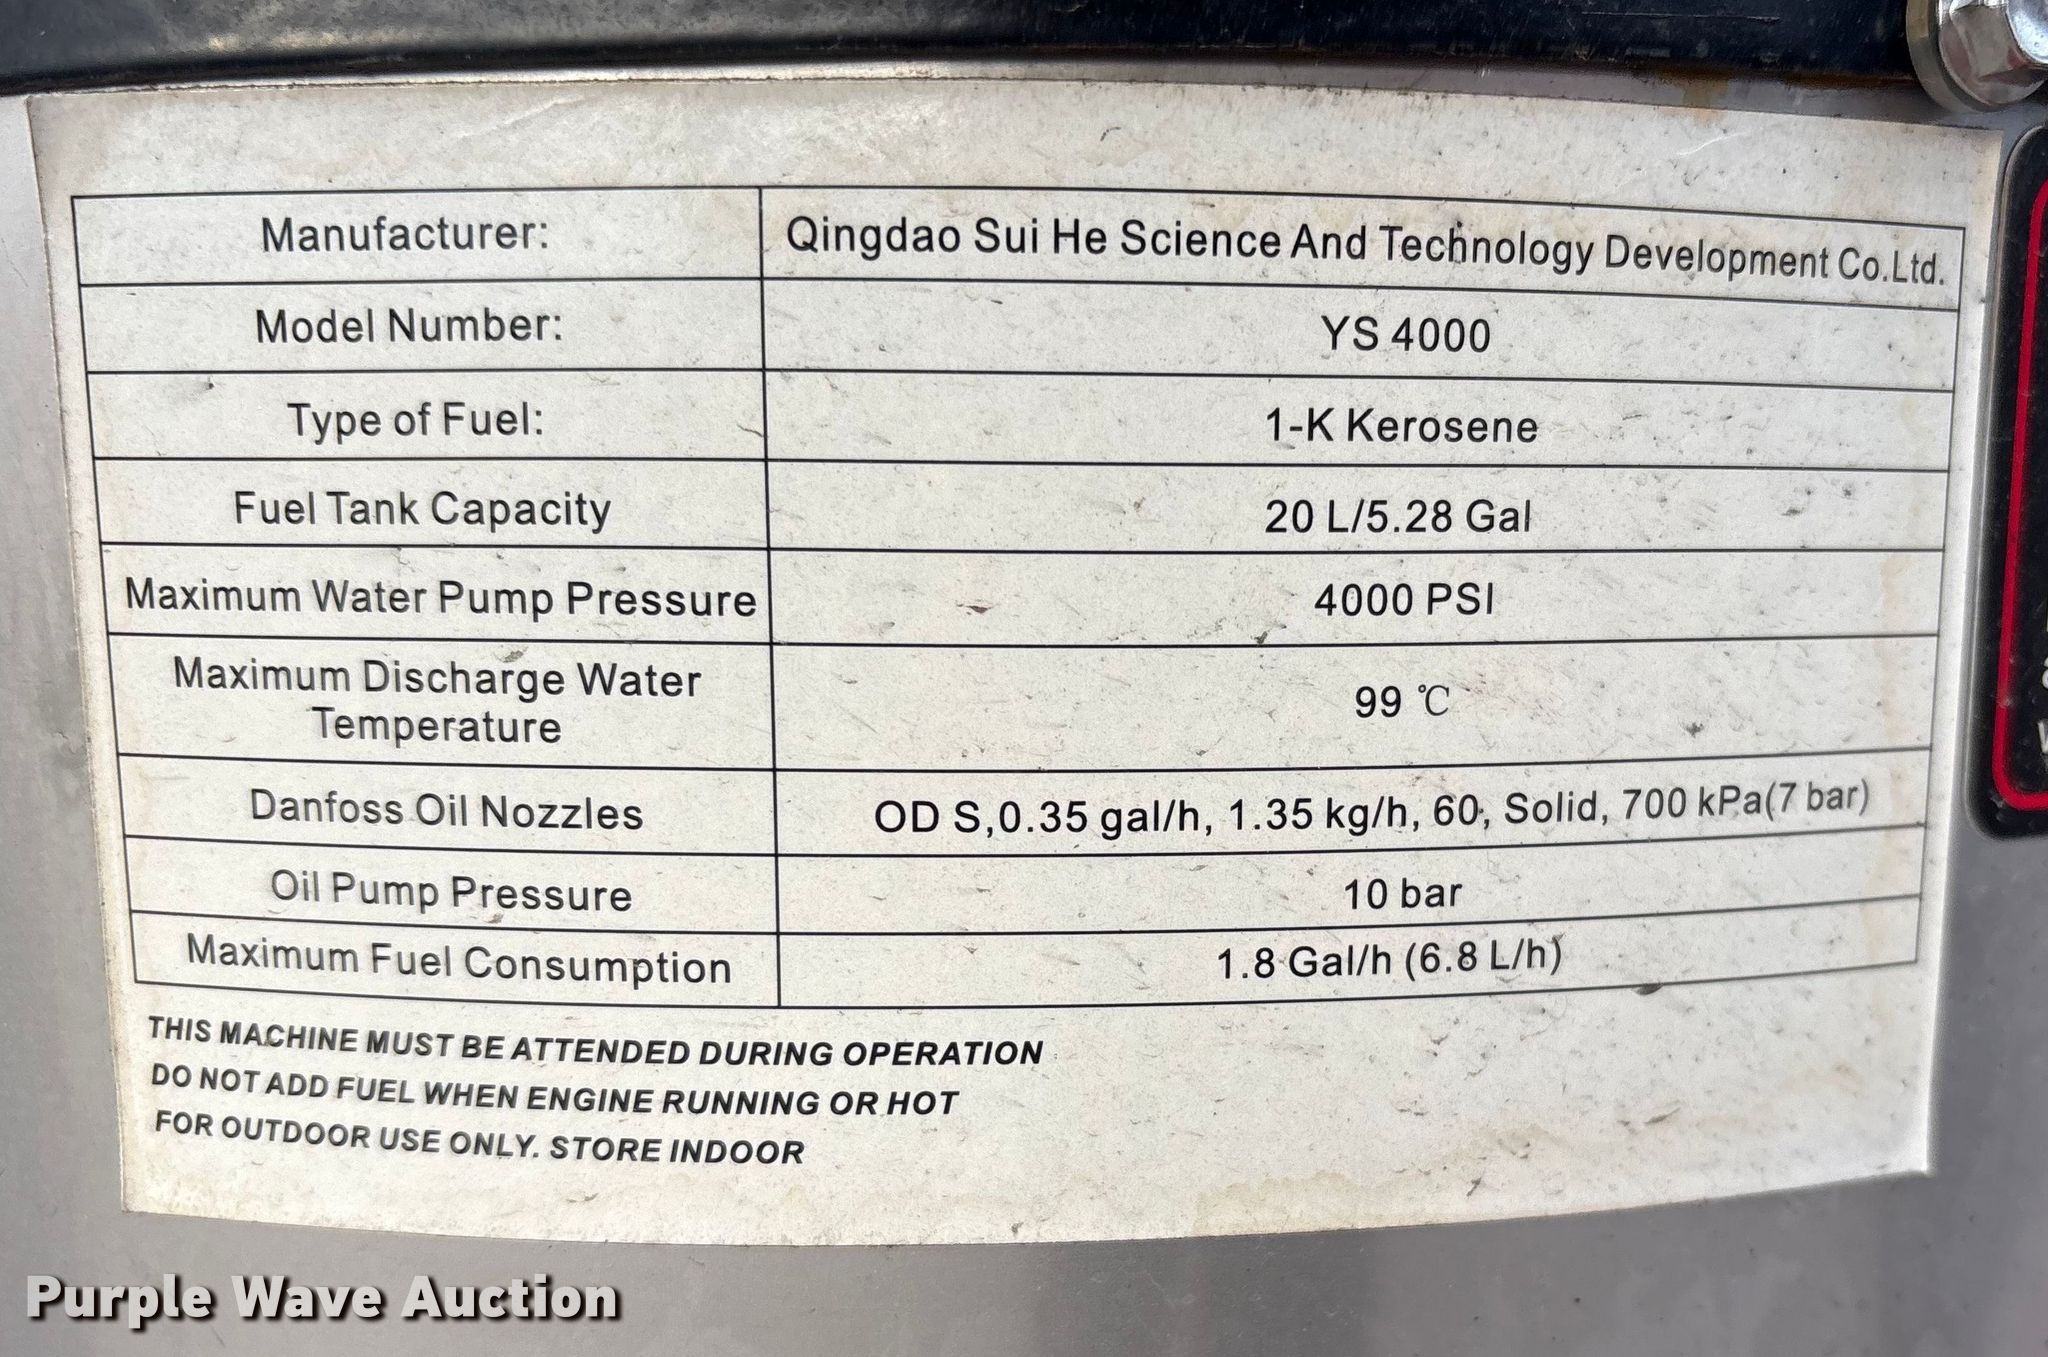 Manufacturer: Qingdao Sui He Science And Technology Development Co.Ltd.
Model Number: YS 4000
Type of Fuel: 1-K Kerosene
Fuel Tank Capacity 20 L/5.28 Gal
Maximum Water Pump Pressure 4000 PSI
Maximum Discharge Water
Temperature 99 ℃
Danfoss Oil Nozzles OD S,0.35 gal/h, 1.35 kg/h, 60, Solid, 700 kPa(7 bar)
Oil Pump Pressure 10 bar
Maximum Fuel Consumption 1.8 Gal/h (6.8 L/h)
THIS MACHINE MUST BE ATTENDED DURING OPERATION
DO NOT ADD FUEL WHEN ENGINE RUNNING OR HOT
FOR OUTDOOR USE ONLY. STORE INDOOR
Purple Wave Auction